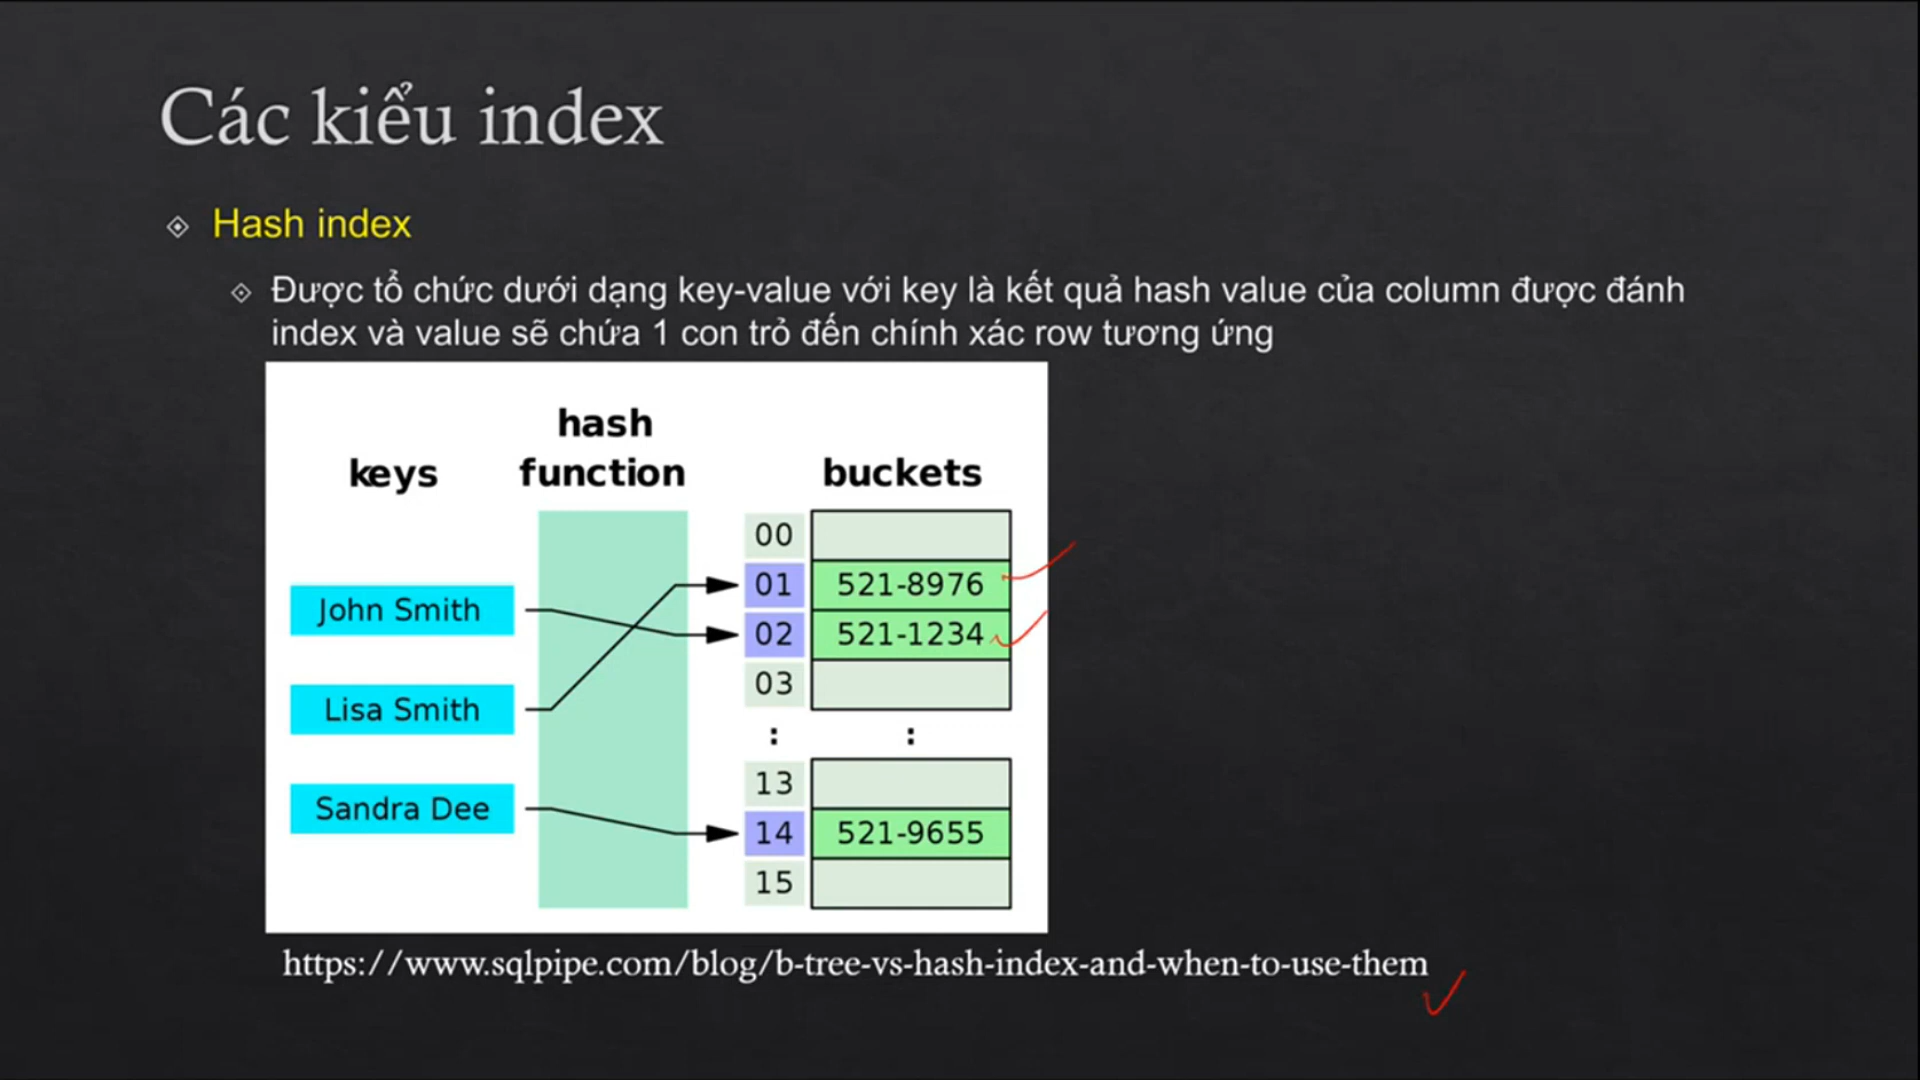 Các kiểu index
Hash index
Được tổ chức dưới dạng key-value với key là kết quả hash value của column được đánh
index và value sẽ chứa 1 con trỏ đến chính xác row tương ứng
hash
keys function buckets
00
01 521-8976
John Smith
02 521-1234
03
Lisa Smith
: :
13
Sandra Dee
14 521-9655
15
https://www.sqlpipe.com/blog/b-tree-vs-hash-index-and-when-to-use-them